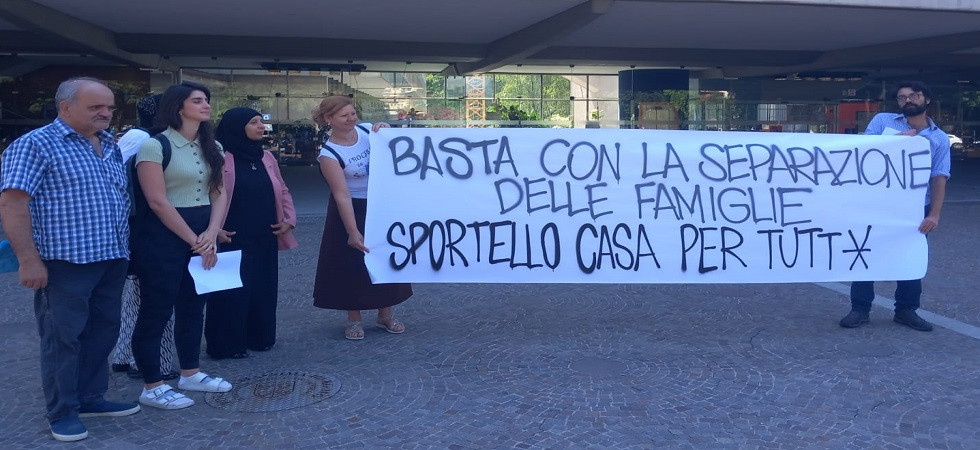 BASTA CON LA SEPARAZIONE
DELLE FAMIGLIE
SPORTELLO CASA PER TUTT*